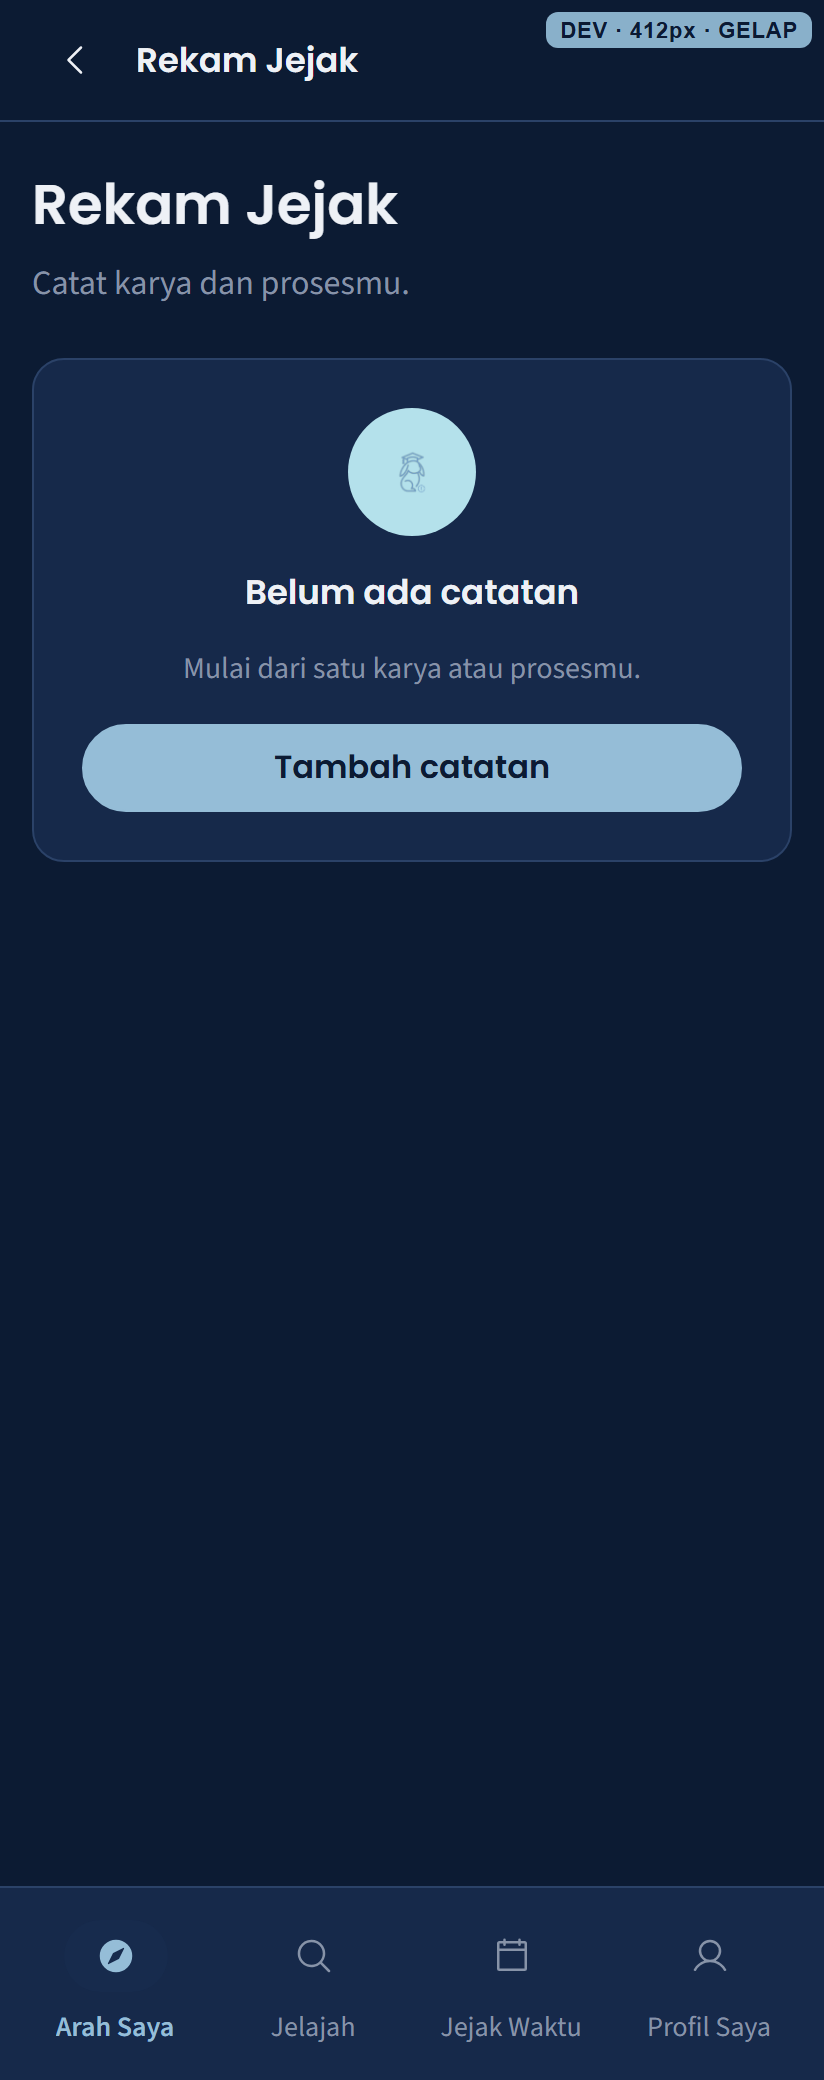 DEV · 412px · GELAP
Rekam Jejak
Rekam Jejak
Catat karya dan prosesmu.
Belum ada catatan
Mulai dari satu karya atau prosesmu.
Tambah catatan
Arah Saya
Jelajah
Jejak Waktu
Profil Saya